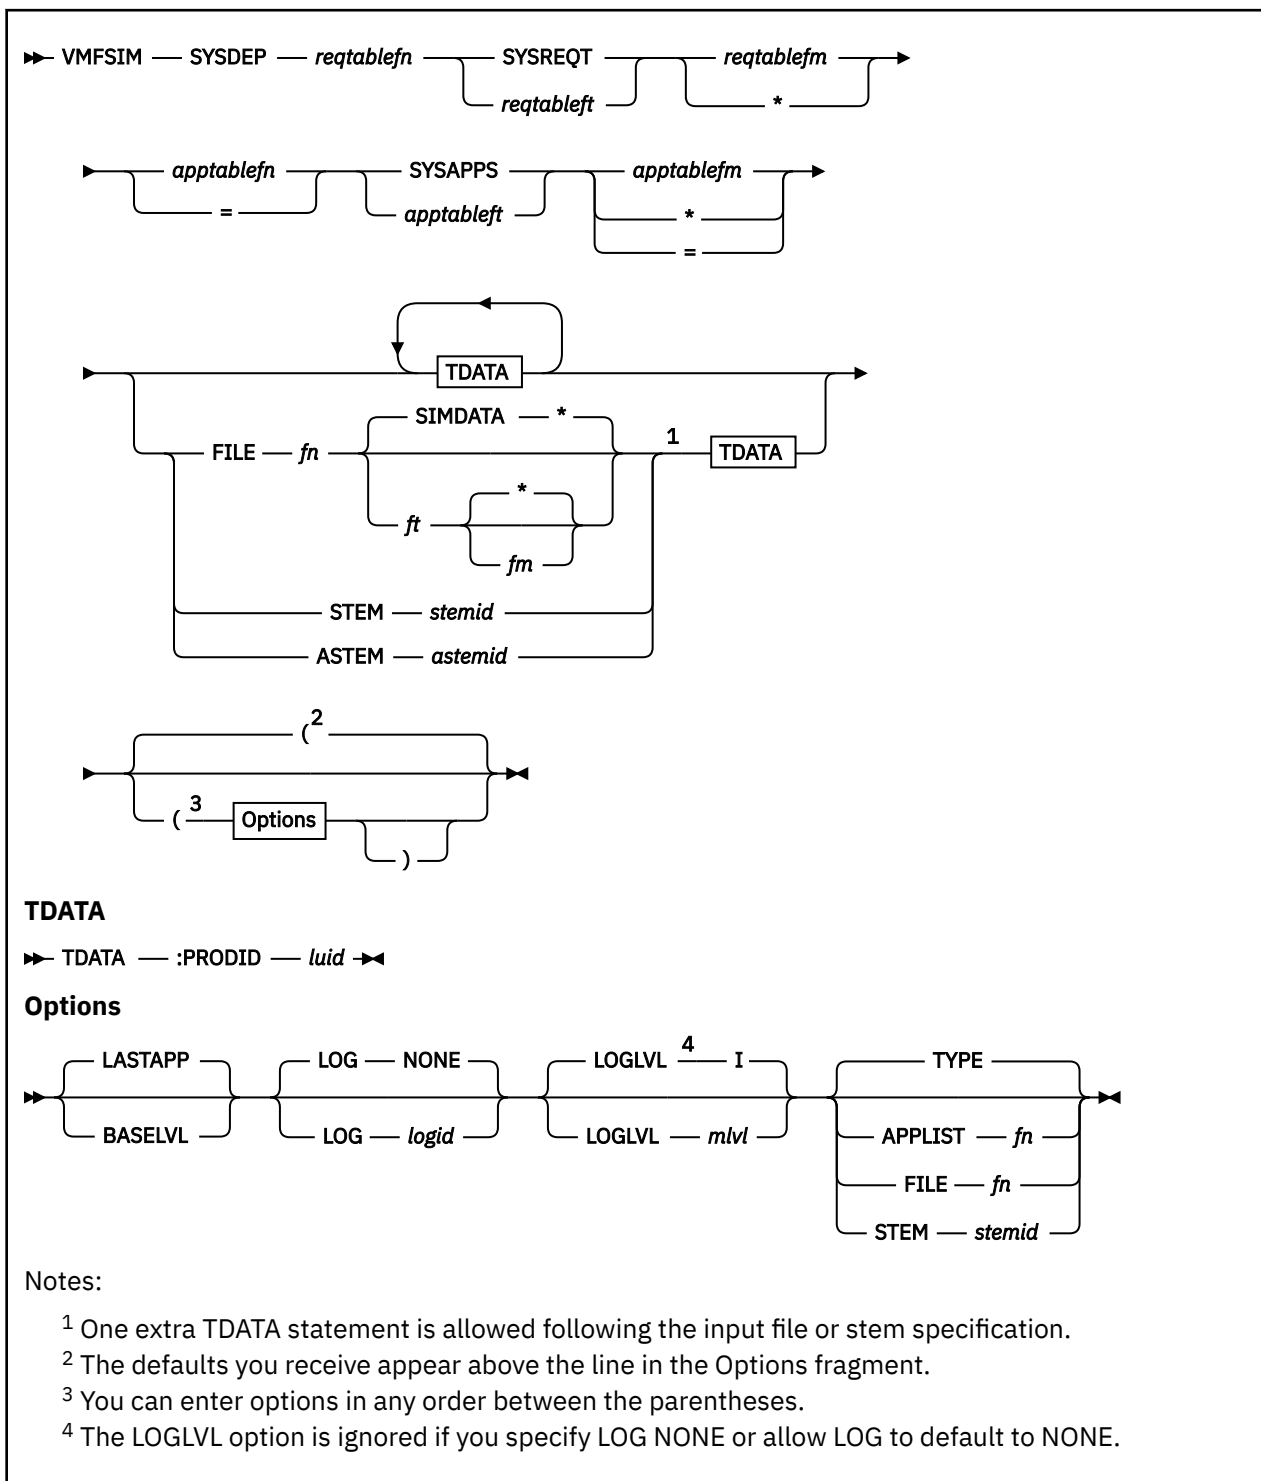 VMFSIM SYSDEP reqtablefn SYSREQT reqtablefm
reqtableft *
apptablefn SYSAPPS apptablefm
= apptableft *
=
TDATA
SIMDATA *
FILE fn 1 TDATA
*
ft
fm
STEM stemid
ASTEM astemid
( 2
( 3 Options
)
TDATA
TDATA :PRODID luid
Options
LASTAPP LOG NONE LOGLVL 4 I TYPE
BASELVL LOG logid LOGLVL mlvl APPLIST fn
FILE fn
STEM stemid
Notes:
1 One extra TDATA statement is allowed following the input file or stem specification.
2 The defaults you receive appear above the line in the Options fragment.
3 You can enter options in any order between the parentheses.
4 The LOGLVL option is ignored if you specify LOG NONE or allow LOG to default to NONE.